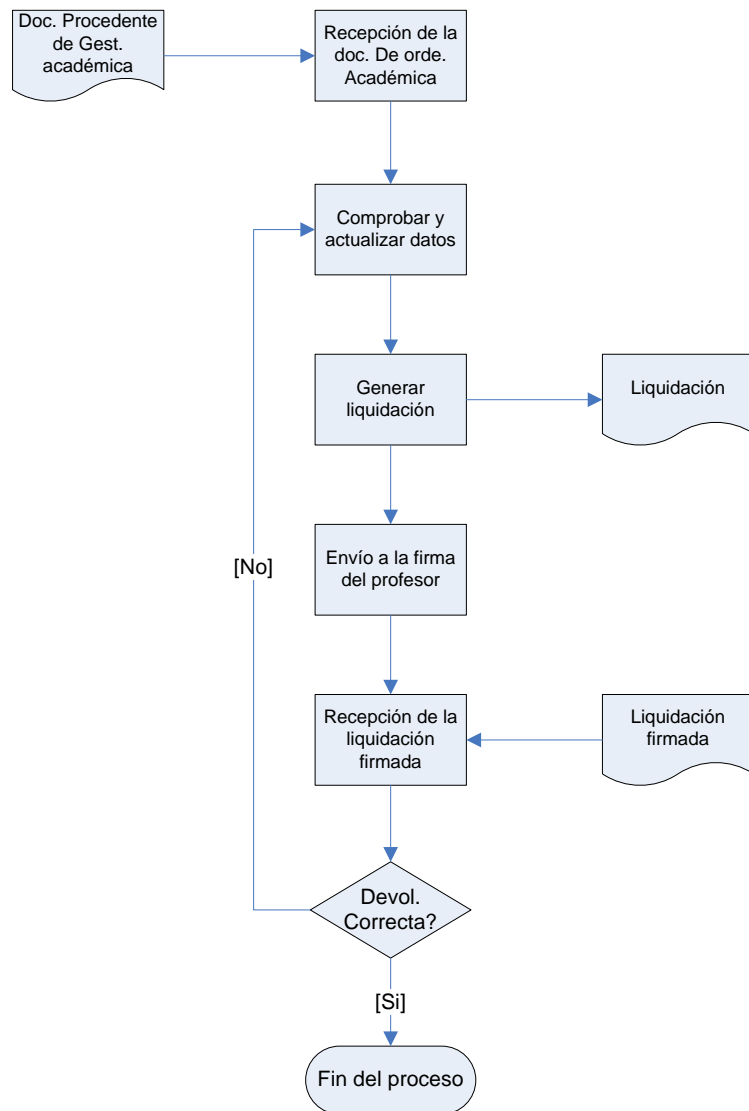 Doc. Procedente
de Gest.
académica
Recepción de la
doc. De orde.
Académica
Comprobar y
actualizar datos
Generar
liquidación
Liquidación
Envío a la firma
del profesor
[No]
Recepción de la
liquidación
firmada
Liquidación
firmada
Devol.
Correcta?
[Si]
Fin del proceso